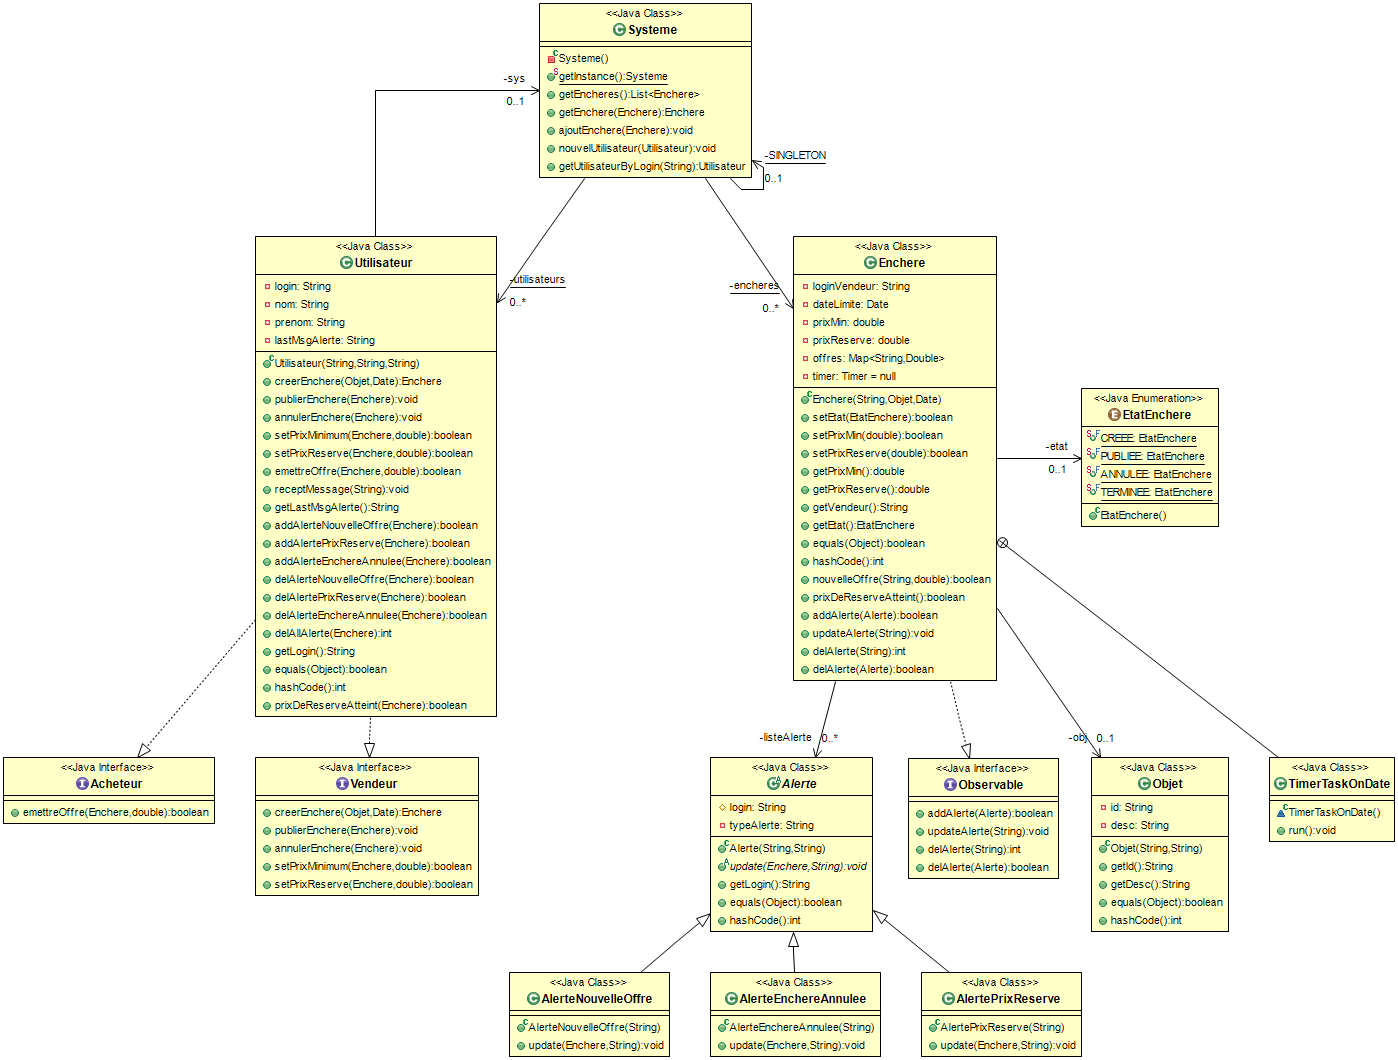 <<Java Class>>
Systeme
Systeme()
getInstance():Systeme
getEncheres():List<Enchere>
getEnchere(Enchere):Enchere
ajoutEnchere(Enchere):void
nouvelUtilisateur(Utilisateur):void
getUtilisateurByLogin(String):Utilisateur
-sys
0..1
-SINGLETON
0..1
-utilisateurs
0..*
-encheres
0..*
<<Java Class>>
Utilisateur
login: String
nom: String
prenom: String
lastMsgAlerte: String
Utilisateur(String,String,String)
creerEnchere(Objet,Date):Enchere
publierEnchere(Enchere):void
annulerEnchere(Enchere):void
setPrixMinimum(Enchere,double):boolean
setPrixReserve(Enchere,double):boolean
emettreOffre(Enchere,double):boolean
receptMessage(String):void
getLastMsgAlerte():String
addAlerteNouvelleOffre(Enchere):boolean
addAlertePrixReserve(Enchere):boolean
addAlerteEnchereAnnulee(Enchere):boolean
delAlerteNouvelleOffre(Enchere):boolean
delAlertePrixReserve(Enchere):boolean
delAlerteEnchereAnnulee(Enchere):boolean
delAllAlerte(Enchere):int
getLogin():String
equals(Object):boolean
hashCode():int
prixDeReserveAtteint(Enchere):boolean
<<Java Class>>
Enchere
loginVendeur: String
dateLimite: Date
prixMin: double
prixReserve: double
offres: Map<String,Double>
timer: Timer = null
Enchere(String,Objet,Date)
setEtat(EtatEnchere):boolean
setPrixMin(double):boolean
setPrixReserve(double):boolean
getPrixMin():double
getPrixReserve():double
getVendeur():String
getEtat():EtatEnchere
equals(Object):boolean
hashCode():int
nouvelleOffre(String,double):boolean
prixDeReserveAtteint():boolean
addAlerte(Alerte):boolean
updateAlerte(String):void
delAlerte(String):int
delAlerte(Alerte):boolean
-etat
0..1
<<Java Enumeration>>
EtatEnchere
CREEE: EtatEnchere
PUBLIEE: EtatEnchere
ANNULEE: EtatEnchere
TERMINEE: EtatEnchere
EtatEnchere()
-listeAlerte
0..*
-obj
0..1
<<Java Interface>>
Acheteur
emettreOffre(Enchere,double):boolean
<<Java Interface>>
Vendeur
creerEnchere(Objet,Date):Enchere
publierEnchere(Enchere):void
annulerEnchere(Enchere):void
setPrixMinimum(Enchere,double):boolean
setPrixReserve(Enchere,double):boolean
<<Java Class>>
Alerte
login: String
typeAlerte: String
Alerte(String,String)
update(Enchere,String):void
getLogin():String
equals(Object):boolean
hashCode():int
<<Java Interface>>
Observable
addAlerte(Alerte):boolean
updateAlerte(String):void
delAlerte(String):int
delAlerte(Alerte):boolean
<<Java Class>>
Objet
id: String
desc: String
Objet(String,String)
getId():String
getDesc():String
equals(Object):boolean
hashCode():int
<<Java Class>>
TimerTaskOnDate
TimerTaskOnDate()
run():void
<<Java Class>>
AlerteNouvelleOffre
AlerteNouvelleOffre(String)
update(Enchere,String):void
<<Java Class>>
AlerteEnchereAnnulee
AlerteEnchereAnnulee(String)
update(Enchere,String):void
<<Java Class>>
AlertePrixReserve
AlertePrixReserve(String)
update(Enchere,String):void